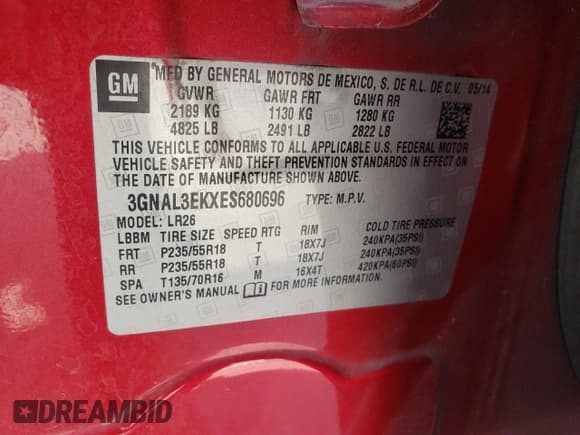 GM
MFD BY GENERAL MOTORS DE MEXICO, S. DE R.L. DE C.V. 05/14
GVWR GAWR FRT GAWR RR
2189 KG 1130 KG 1280 KG
4825 LB 2491 LB 2822 LB
THIS VEHICLE CONFORMS TO ALL APPLICABLE U.S. FEDERAL MOTOR
VEHICLE SAFETY AND THEFT PREVENTION STANDARDS IN EFFECT ON
THE DATE OF MANUFACTURE SHOWN ABOVE.
3GNAL3EKXES680696 TYPE: M.P.V.
MODEL: LR26
LBBM TIRE SIZE SPEED RTG RIM COLD TIRE PRESSURE
FRT P235/55R18 T 18X7J 240KPA(35PSI)
RR P235/55R18 T 18X7J 240KPA(35PSI)
SPA T135/70R16 M 16X4T 420KPA(60PSI)
SEE OWNER'S MANUAL FOR MORE INFORMATION.
DREAMBID